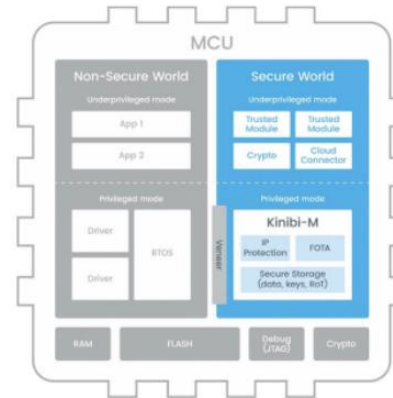 MCU
Non-Secure World
Underprivileged mode
App 1
App 2
Privileged mode
Driver
Driver
RTOS
Veneer
Secure World
Underprivileged mode
Trusted
Module
Trusted
Module
Crypto
Cloud
Connector
Privileged mode
Kinibi-M
IP
Protection
FOTA
Secure Storage
(data, keys, RoT)
RAM
FLASH
Debug
(JTAG)
Crypto